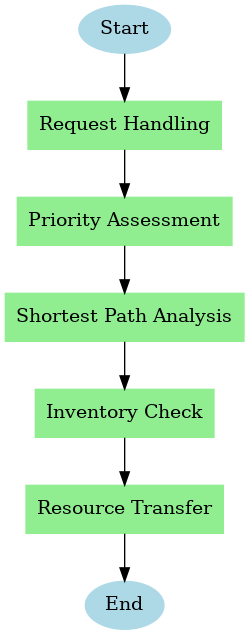 Start
Request Handling
Priority Assessment
Shortest Path Analysis
Inventory Check
Resource Transfer
End